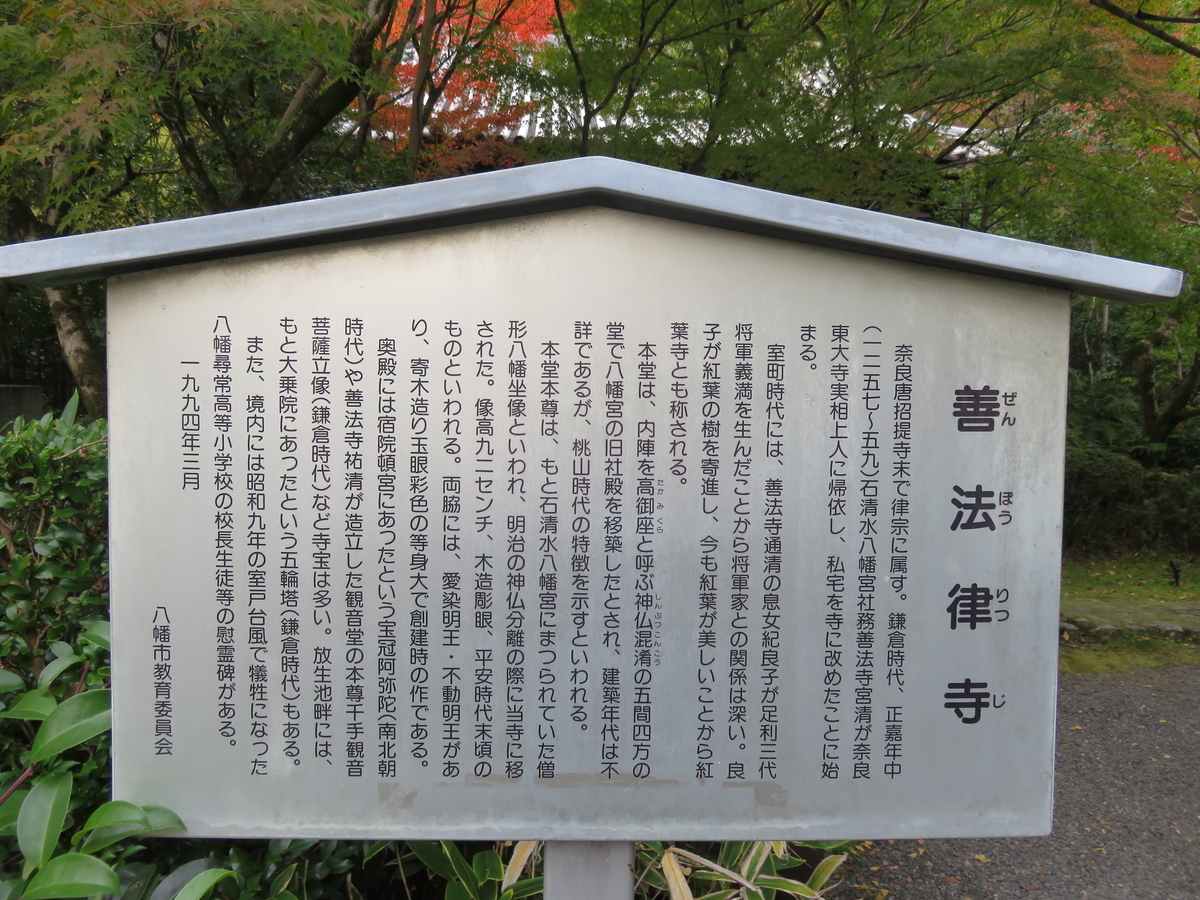 善法律寺
ぜんほうりつじ
奈良唐招提寺末で律宗に属す。鎌倉時代、正嘉年中
(一二五七〜五九)石清水八幡宮社務善法寺宮清が奈良
東大寺実相上人に帰依し、私宅を寺に改めたことに始
まる。
室町時代には、善法寺通清の息女紀良子が足利三代
将軍義満を生んだことから将軍家との関係は深い。良
子が紅葉の樹を寄進し、今も紅葉が美しいことから紅
葉寺とも称される。
本堂は、内陣を高御座と呼ぶ神仏混淆の五間四方の
たかみくら
しんぶつこんこう
堂で八幡宮の旧社殿を移築したとされ、建築年代は不
詳であるが、桃山時代の特徴を示すといわれる。
本堂本尊は、もと石清水八幡宮にまつられていた僧
形八幡坐像といわれ、明治の神仏分離の際に当寺に移
された。像高九二センチ、木造彫眼、平安時代末頃の
ものといわれる。両脇には、愛染明王・不動明王があ
り、寄木造り玉眼彩色の等身大で創建時の作である。
奥殿には宿院頓宮にあったという宝冠阿弥陀(南北朝
時代)や善法寺祐清が造立した観音堂の本尊千手観音
菩薩立像(鎌倉時代)など寺宝は多い。放生池畔には、
もと大乗院にあったという五輪塔(鎌倉時代)もある。
また、境内には昭和九年の室戸台風で犠牲になった
八幡尋常高等小学校の校長生徒等の慰霊碑がある。
一九九四年三月
八幡市教育委員会